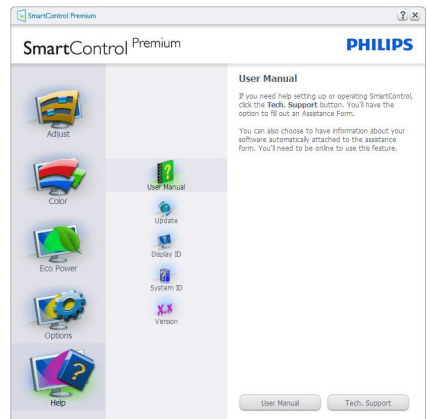 SmartControl Premium
? X
SmartControl Premium
PHILIPS
Adjust
Color
Eco Power
Options
Help
User Manual
Update
Display ID
System ID
X.X
Version
User Manual
If you need help setting up or operating SmartControl,
click the Tech. Support button. You'll have the
option to fill out an Assistance Form.
You can also choose to have information about your
software automatically attached to the assistance
form. You'll need to be online to use this feature.
User Manual
Tech. Support